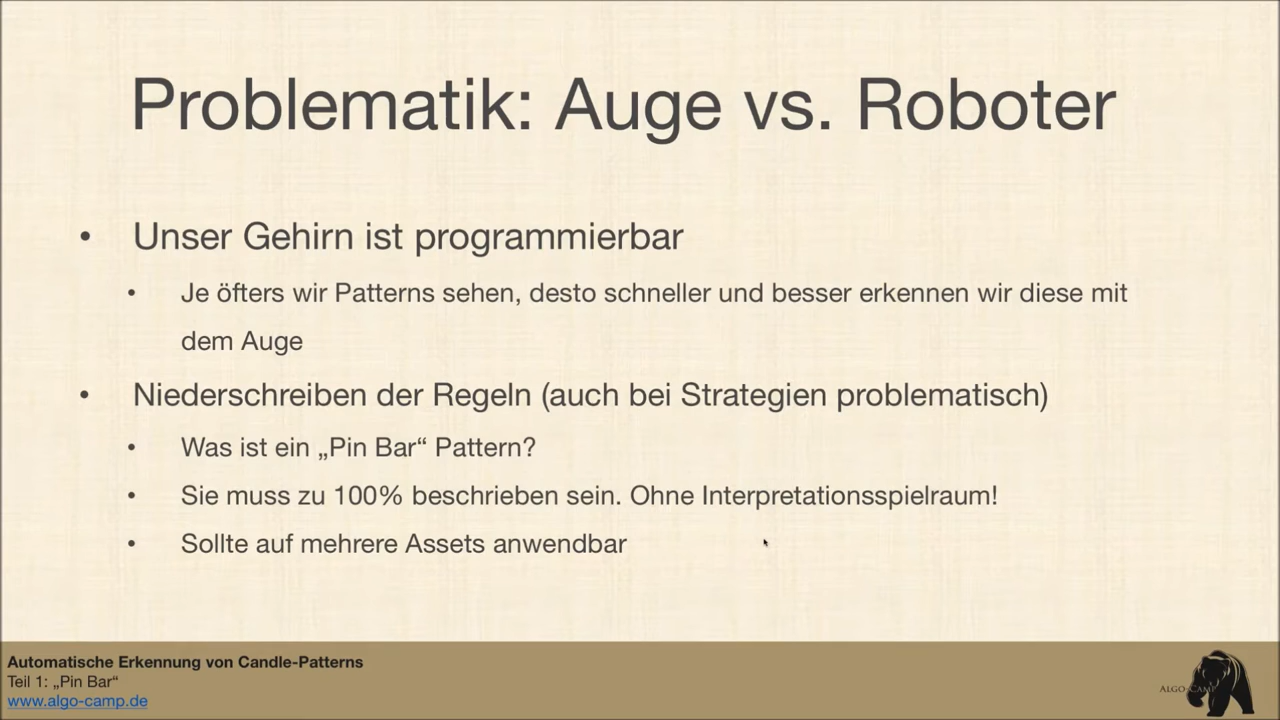 Problematik: Auge vs. Roboter
• Unser Gehirn ist programmierbar
• Je öfters wir Patterns sehen, desto schneller und besser erkennen wir diese mit
dem Auge
• Niederschreiben der Regeln (auch bei Strategien problematisch)
• Was ist ein „Pin Bar“ Pattern?
• Sie muss zu 100% beschrieben sein. Ohne Interpretationsspielraum!
• Sollte auf mehrere Assets anwendbar
Automatische Erkennung von Candle-Patterns
Teil 1: „Pin Bar“
www.algo-camp.de
ALGO-CAMP